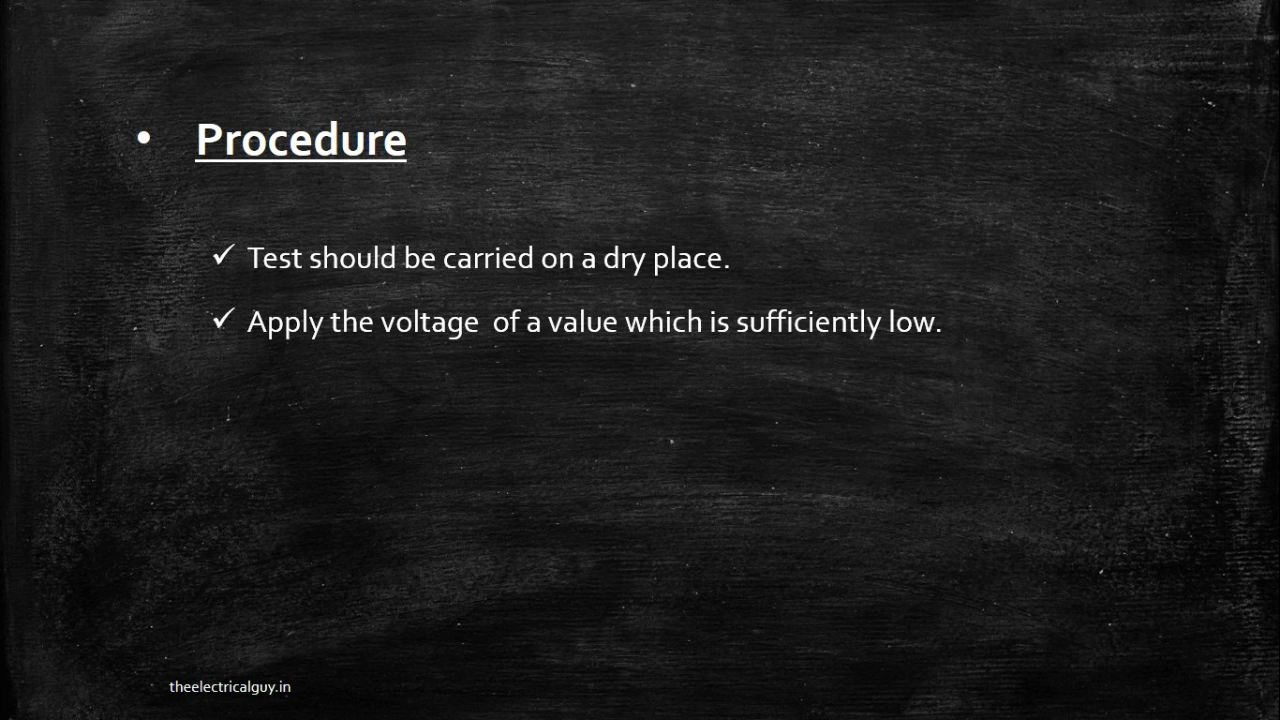 • Procedure
✓ Test should be carried on a dry place.
✓ Apply the voltage  of a value which is sufficiently low.
theelectricalguy.in